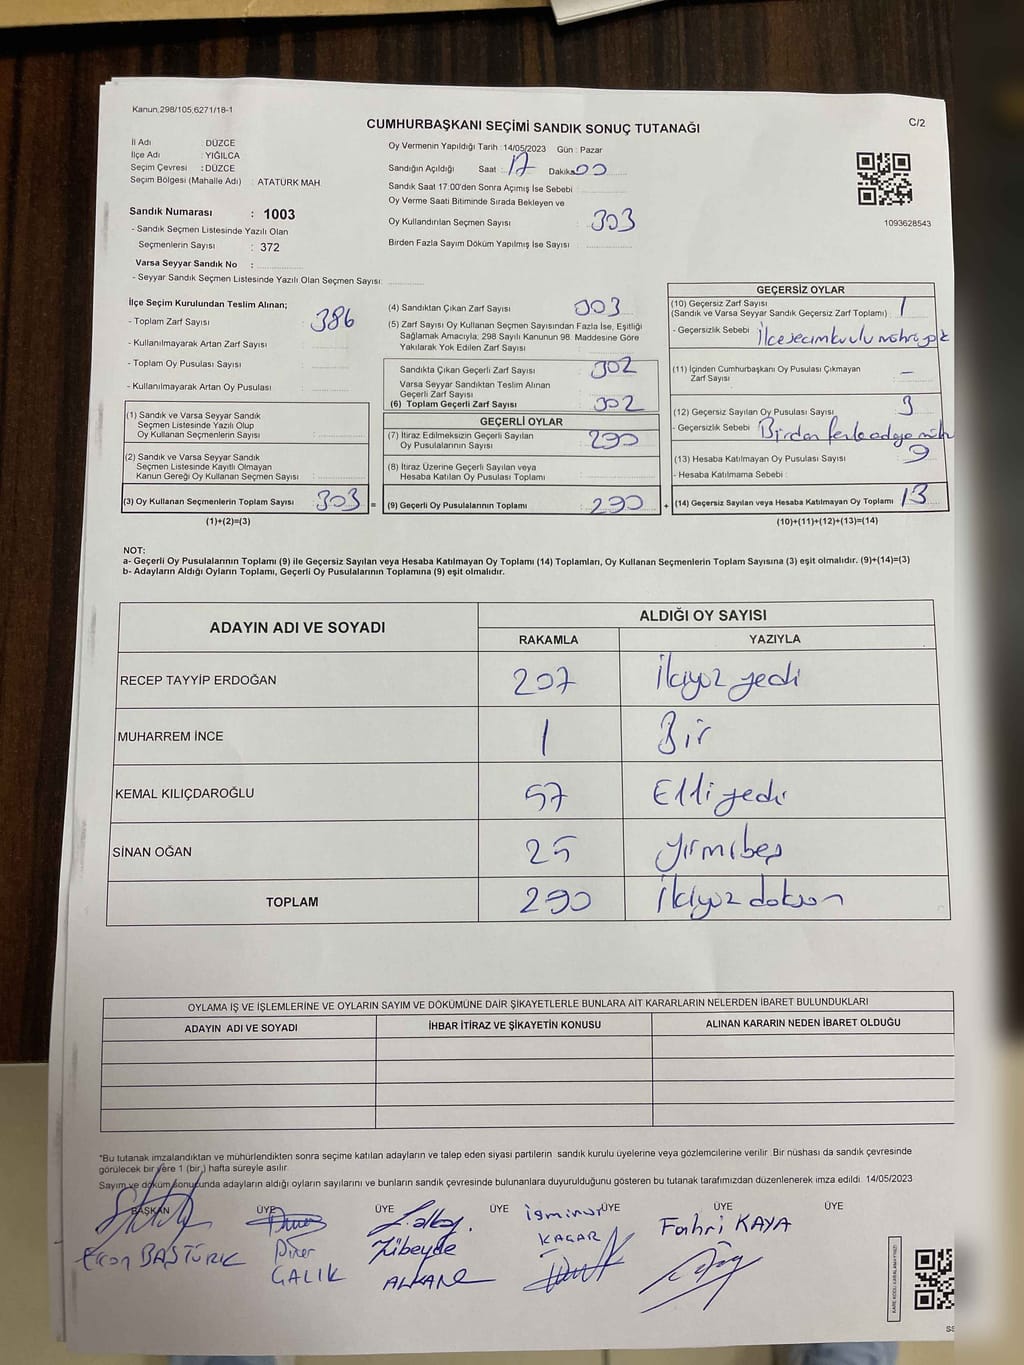 Kanun,298/105,6271/18-1
CUMHURBAŞKANI SEÇİMİ SANDIK SONUÇ TUTANAĞI
C/2
İl Adı DÜZCE
İlçe Adı : YIĞILCA
Seçim Çevresi : DÜZCE
Seçim Bölgesi (Mahalle Adı) : ATATÜRK MAH.
Oy Vermenin Yapıldığı Tarih :14/05/2023 Gün : Pazar
Sandığın Açıldığı Saat : 17 Dakika 00
Sandık Saat 17:00'den Sonra Açımış İse Sebebi :
Oy Verme Saati Bitiminde Sırada Bekleyen ve
Oy Kullandırılan Seçmen Sayısı : 303
Birden Fazla Sayım Döküm Yapılmış İse Sayısı :
1093628543
Sandık Numarası : 1003
- Sandık Seçmen Listesinde Yazılı Olan
Seçmenlerin Sayısı : 372
Varsa Seyyar Sandık No :
- Seyyar Sandık Seçmen Listesinde Yazılı Olan Seçmen Sayısı:
İlçe Seçim Kurulundan Teslim Alınan;
- Toplam Zarf Sayısı : 386
- Kullanılmayarak Artan Zarf Sayısı :
- Toplam Oy Pusulası Sayısı :
- Kullanılmayarak Artan Oy Pusulası :
(1) Sandık ve Varsa Seyyar Sandık
Seçmen Listesinde Yazılı Olup
Oy Kullanan Seçmenlerin Sayısı :
(2) Sandık ve Varsa Seyyar Sandık
Seçmen Listesinde Kayıtlı Olmayan
Kanun Gereği Oy Kullanan Seçmen Sayısı :
(3) Oy Kullanan Seçmenlerin Toplam Sayısı : 303 =
(1)+(2)=(3)
(4) Sandıktan Çıkan Zarf Sayısı : 303
(5) Zarf Sayısı Oy Kullanan Seçmen Sayısından Fazla İse, Eşitliği
Sağlamak Amacıyla; 298 Sayılı Kanunun 98. Maddesine Göre
Yakılarak Yok Edilen Zarf Sayısı :
Sandıkta Çıkan Geçerli Zarf Sayısı : 302
Varsa Seyyar Sandıktan Teslim Alınan
Geçerli Zarf Sayısı :
(6) Toplam Geçerli Zarf Sayısı : 302
GEÇERLİ OYLAR
(7) İtiraz Edilmeksizin Geçerli Sayılan
Oy Pusulalarının Sayısı : 290
(8) İtiraz Üzerine Geçerli Sayılan veya
Hesaba Katılan Oy Pusulası Toplamı :
(9) Geçerli Oy Pusulalarının Toplamı : 290 +
GEÇERSİZ OYLAR
(10) Geçersiz Zarf Sayısı
(Sandık ve Varsa Seyyar Sandık Geçersiz Zarf Toplamı) : 1
- Geçersizlik Sebebi : İlçe seçim kurulu mührü yok
(11) İçinden Cumhurbaşkanı Oy Pusulası Çıkmayan
Zarf Sayısı : -
(12) Geçersiz Sayılan Oy Pusulası Sayısı : 3
- Geçersizlik Sebebi : Birden fazla adaya müh
(13) Hesaba Katılmayan Oy Pusulası Sayısı : 9
- Hesaba Katılmama Sebebi :
(14) Geçersiz Sayılan veya Hesaba Katılmayan Oy Toplamı : 13
(10)+(11)+(12)+(13)=(14)
NOT:
a- Geçerli Oy Pusulalarının Toplamı (9) ile Geçersiz Sayılan veya Hesaba Katılmayan Oy Toplamı (14) Toplamları, Oy Kullanan Seçmenlerin Toplam Sayısına (3) eşit olmalıdır. (9)+(14)=(3)
b- Adayların Aldığı Oyların Toplamı, Geçerli Oy Pusulalarının Toplamına (9) eşit olmalıdır.
ADAYIN ADI VE SOYADI ALDIĞI OY SAYISI
RAKAMLA YAZIYLA
RECEP TAYYİP ERDOĞAN 207 İkiyüz yedi
MUHARREM İNCE 1 Bir
KEMAL KILIÇDAROĞLU 57 Elli yedi
SİNAN OĞAN 25 yirmibeş
TOPLAM 290 İkiyüz doksan
OYLAMA İŞ VE İŞLEMLERİNE VE OYLARIN SAYIM VE DÖKÜMÜNE DAİR ŞİKAYETLERLE BUNLARA AİT KARARLARIN NELERDEN İBARET BULUNDUKLARI
ADAYIN ADI VE SOYADI İHBAR İTİRAZ VE ŞİKAYETİN KONUSU ALINAN KARARIN NEDEN İBARET OLDUĞU
*Bu tutanak imzalandıktan ve mühürlendikten sonra seçime katılan adayların ve talep eden siyasi partilerin sandık kurulu üyelerine veya gözlemcilerine verilir .Bir nüshası da sandık çevresinde
görülecek bir yere 1 (bir.) hafta süreyle asılır.
Sayım ve döküm sonucunda adayların aldığı oyların sayılarını ve bunların sandık çevresinde bulunanlara duyurulduğunu gösteren bu tutanak tarafımızdan düzenlenerek imza edildi. 14/05/2023
BAŞKAN ÜYE ÜYE ÜYE ÜYE ÜYE ÜYE
BAŞTÜRK
GALIK
Zübeyde
İsminur
KAÇAR
Fahri KAYA